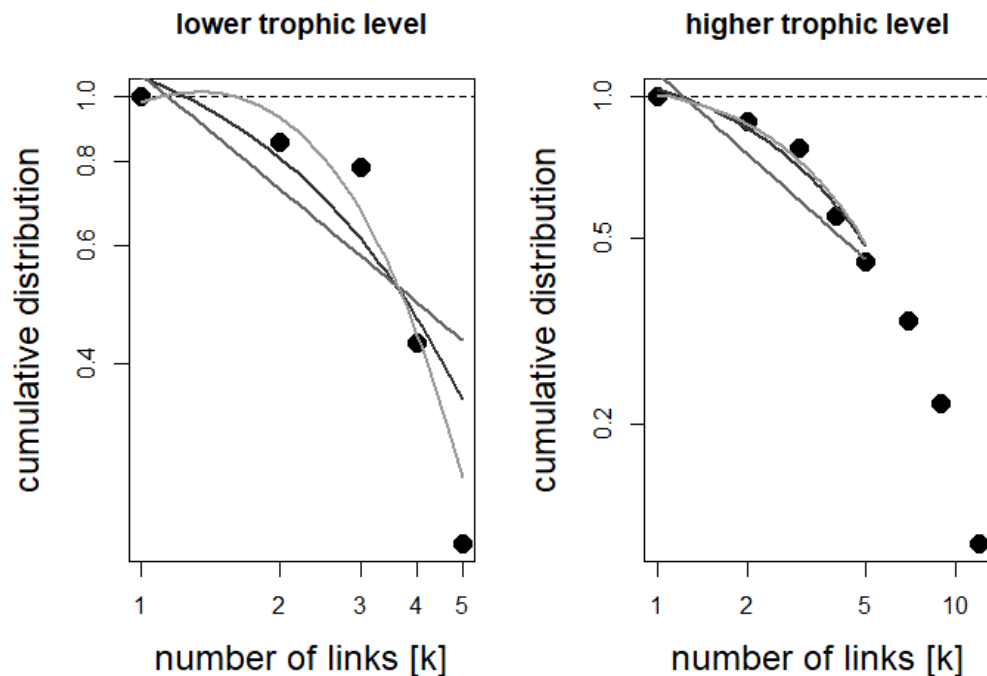 lower trophic level
cumulative distribution
1.0
0.8
0.6
0.4
1 2 3 4 5
number of links [k]
higher trophic level
cumulative distribution
1.0
0.5
0.2
1 2 5 10
number of links [k]